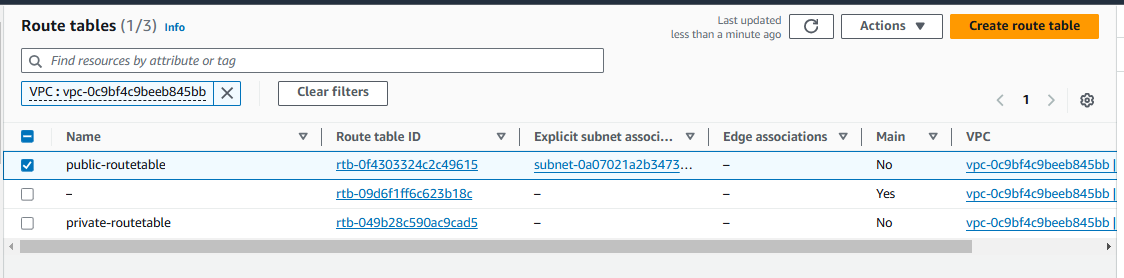 Route tables (1/3) Info
Last updated
less than a minute ago
Actions
Create route table
Find resources by attribute or tag
VPC : vpc-0c9bf4c9beeb845bb
Clear filters
1
Name Route table ID Explicit subnet associ... Edge associations Main VPC
public-routetable rtb-0f4303324c2c49615 subnet-0a07021a2b3473... – No vpc-0c9bf4c9beeb845bb |
– rtb-09d6f1ff6c623b18c – – Yes vpc-0c9bf4c9beeb845bb |
private-routetable rtb-049b28c590ac9cad5 – – No vpc-0c9bf4c9beeb845bb |